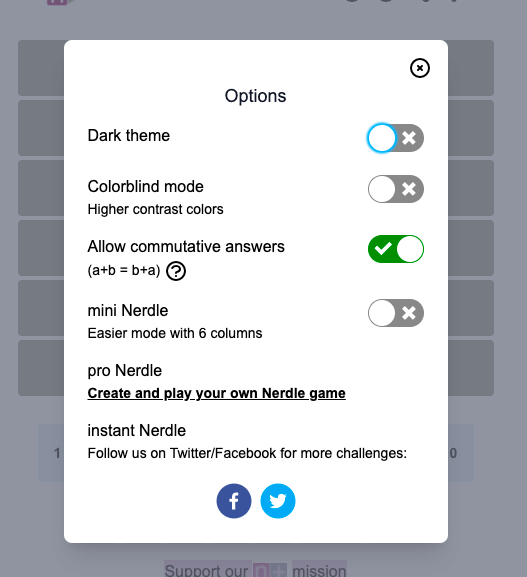 Options
Dark theme
Colorblind mode
Higher contrast colors
Allow commutative answers
(a+b = b+a) ?
mini Nerdle
Easier mode with 6 columns
pro Nerdle
Create and play your own Nerdle game
instant Nerdle
Follow us on Twitter/Facebook for more challenges:
1 0
Support our n+ mission